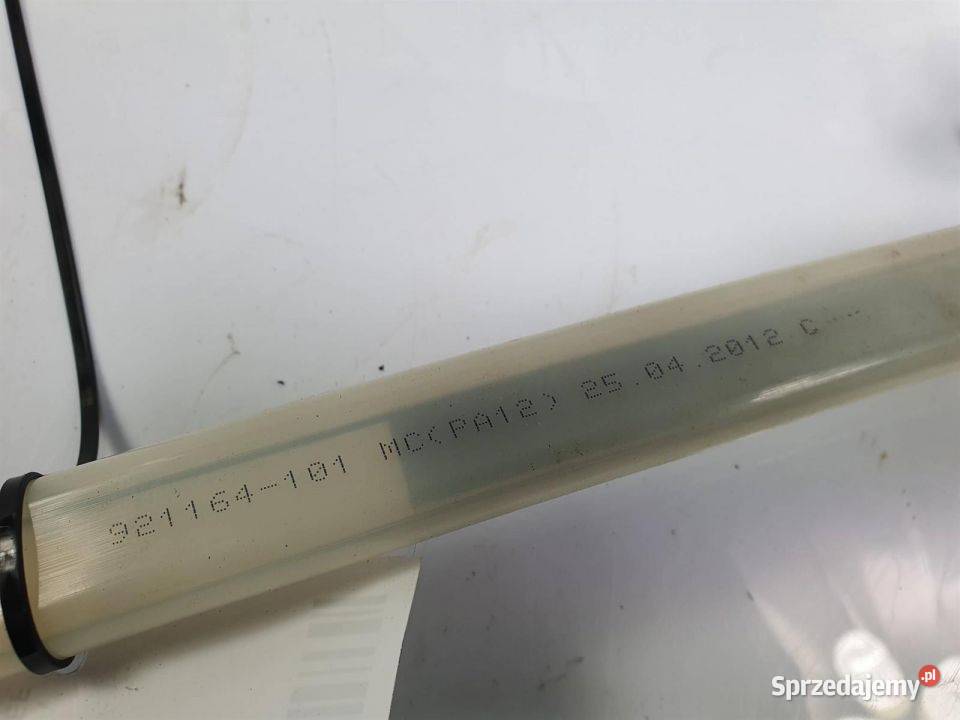 921164-101 MC(PA12) 25.04.2012 C
Sprzedajemy.pl